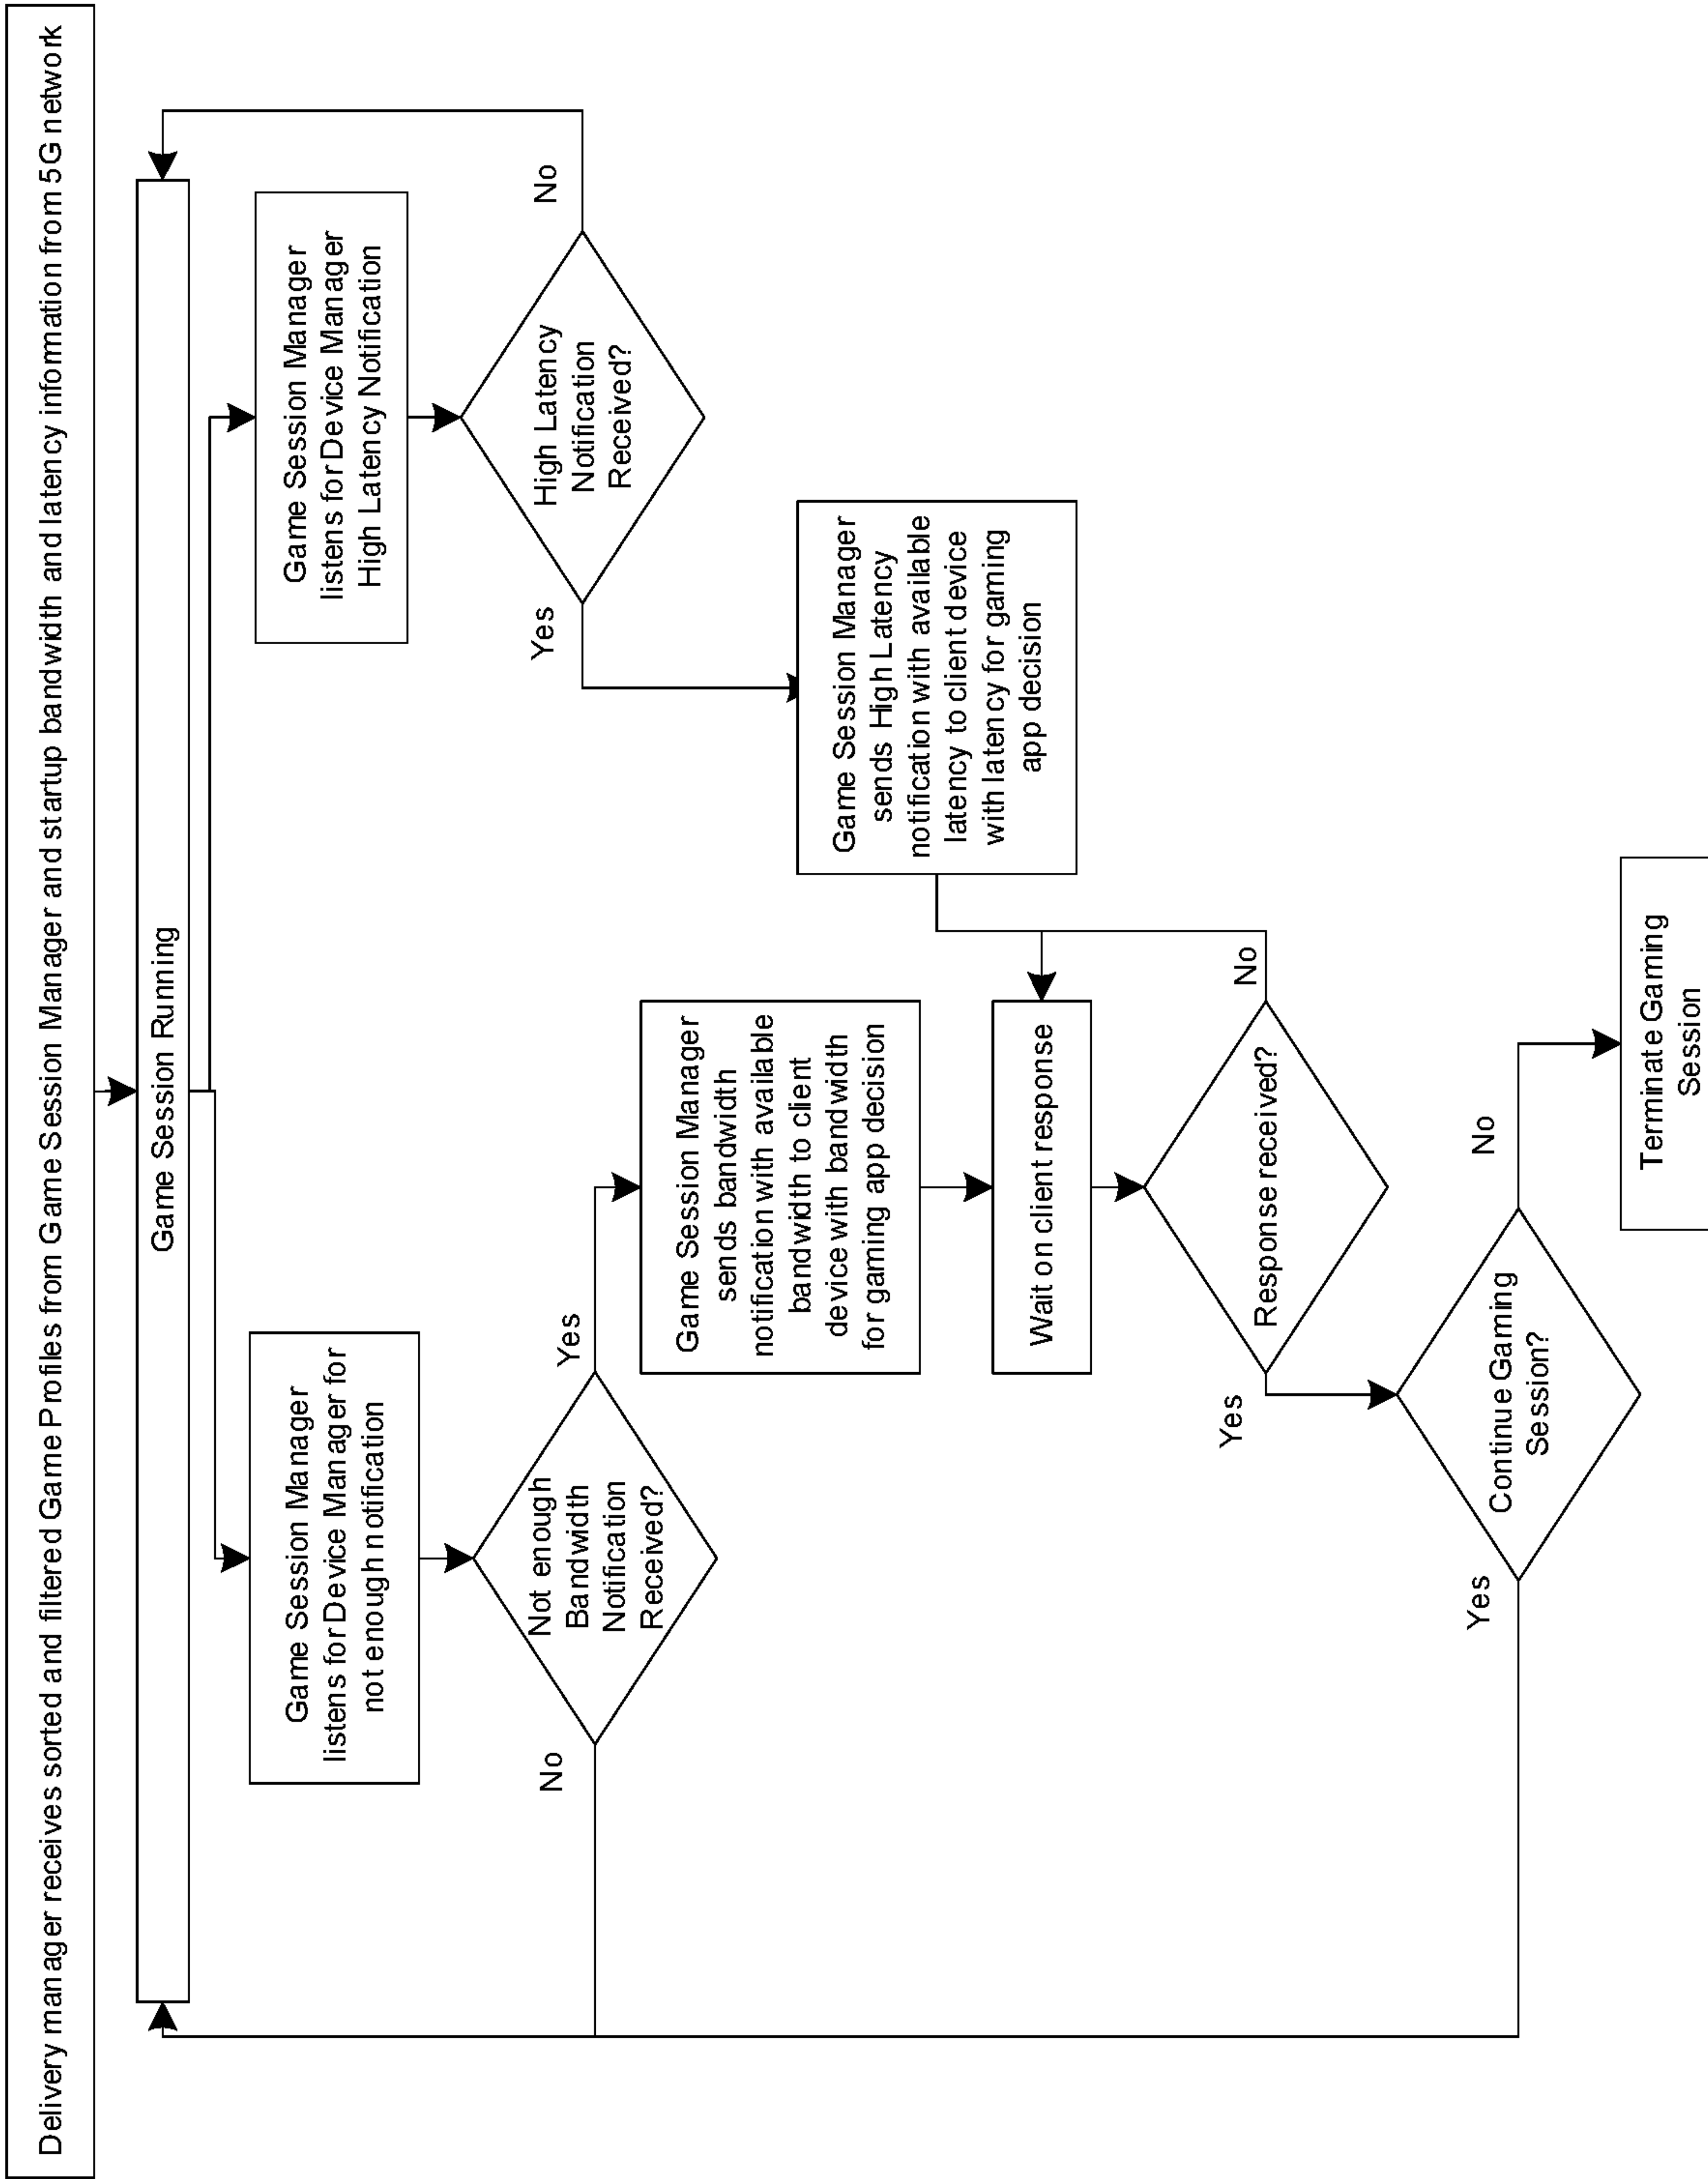 Delivery manager receives sorted and filtered Game Profiles from Game Session Manager and startup bandwidth and latency information from 5G network
Game Session Running
Game Session Manager
listens for Device Manager for
not enough notification
Game Session Manager
listens for Device Manager
High Latency Notification
Not enough
Bandwidth
Notification
Received?
No
Yes
High Latency
Notification
Received?
Yes
No
Game Session Manager
sends bandwidth
notification with available
bandwidth to client
device with bandwidth
for gaming app decision
Game Session Manager
sends High Latency
notification with available
latency to client device
with latency for gaming
app decision
Wait on client response
Response received?
Yes
No
Continue Gaming
Session?
Yes
No
Terminate Gaming
Session